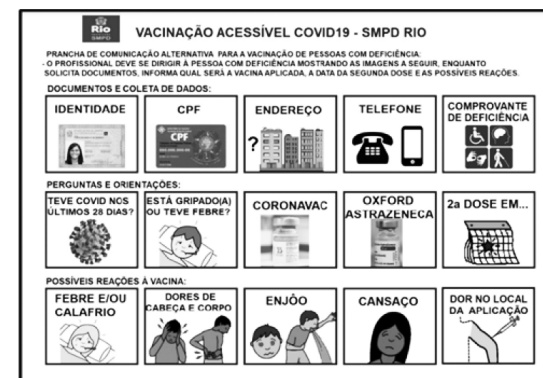 Rio
SMPD
VACINAÇÃO ACESSÍVEL COVID19 - SMPD RIO
PRANCHA DE COMUNICAÇÃO ALTERNATIVA PARA A VACINAÇÃO DE PESSOAS COM DEFICIÊNCIA:
- O PROFISSIONAL DEVE SE DIRIGIR À PESSOA COM DEFICIÊNCIA MOSTRANDO AS IMAGENS A SEGUIR, ENQUANTO
SOLICITA DOCUMENTOS, INFORMA QUAL SERÁ A VACINA APLICADA, A DATA DA SEGUNDA DOSE E AS POSSÍVEIS REAÇÕES.
DOCUMENTOS E COLETA DE DADOS:
IDENTIDADE
CPF
ENDEREÇO
TELEFONE
COMPROVANTE
DE DEFICIÊNCIA
CPF
?
PERGUNTAS E ORIENTAÇÕES:
TEVE COVID NOS
ÚLTIMOS 28 DIAS?
ESTÁ GRIPADO(A)
OU TEVE FEBRE?
CORONAVAC
OXFORD
ASTRAZENECA
2a DOSE EM...
POSSÍVEIS REAÇÕES À VACINA:
FEBRE E/OU
CALAFRIO
DORES DE
CABEÇA E CORPO
ENJÔO
CANSAÇO
DOR NO LOCAL
DA APLICAÇÃO